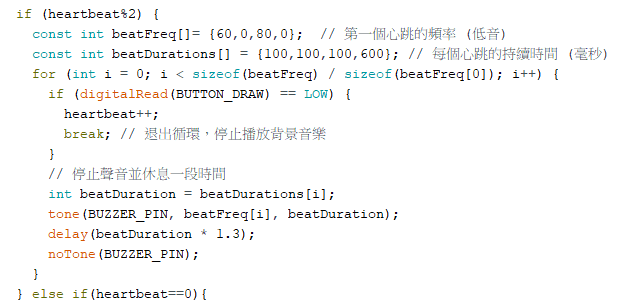 if (heartbeat%2) {
const int beatFreq[]= {60,0,80,0};  // 第一個心跳的頻率 (低音)
const int beatDurations[] = {100,100,100,600}; // 每個心跳的持續時間 (毫秒)
for (int i = 0; i < sizeof(beatFreq) / sizeof(beatFreq[0]); i++) {
if (digitalRead(BUTTON_DRAW) == LOW) {
heartbeat++;
break; // 退出循環，停止播放背景音樂
}
// 停止聲音並休息一段時間
int beatDuration = beatDurations[i];
tone(BUZZER_PIN, beatFreq[i], beatDuration);
delay(beatDuration * 1.3);
noTone(BUZZER_PIN);
}
} else if(heartbeat==0){